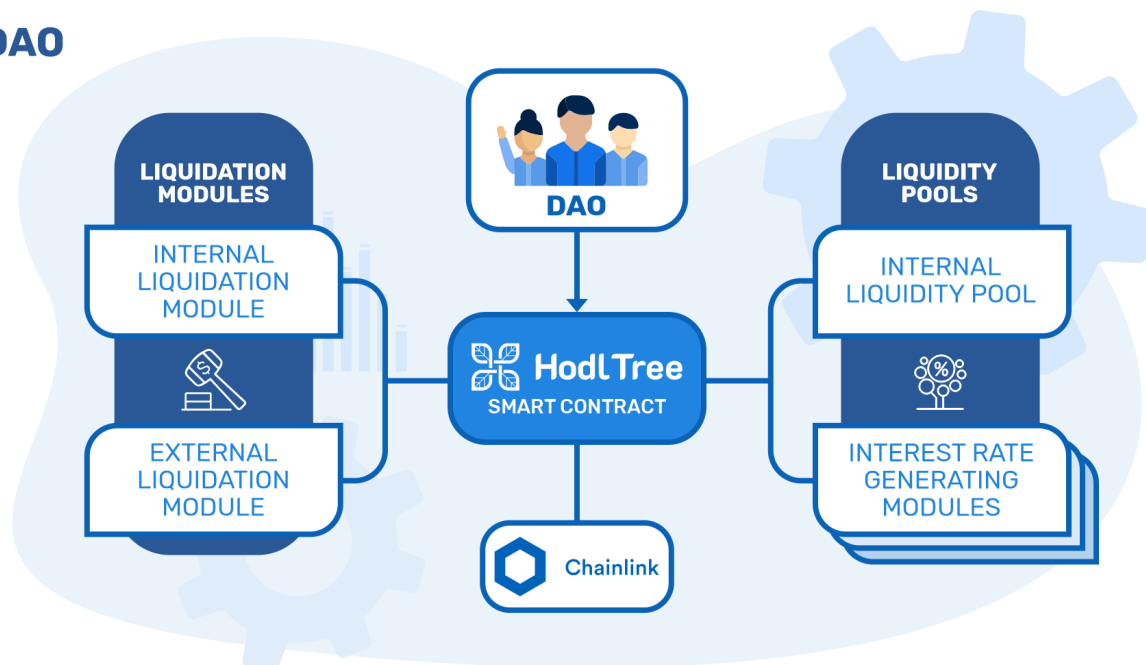 DAO
LIQUIDATION
MODULES
INTERNAL
LIQUIDATION
MODULE
$
EXTERNAL
LIQUIDATION
MODULE
DAO
HodlTree
SMART CONTRACT
Chainlink
LIQUIDITY
POOLS
INTERNAL
LIQUIDITY POOL
%
INTEREST RATE
GENERATING
MODULES